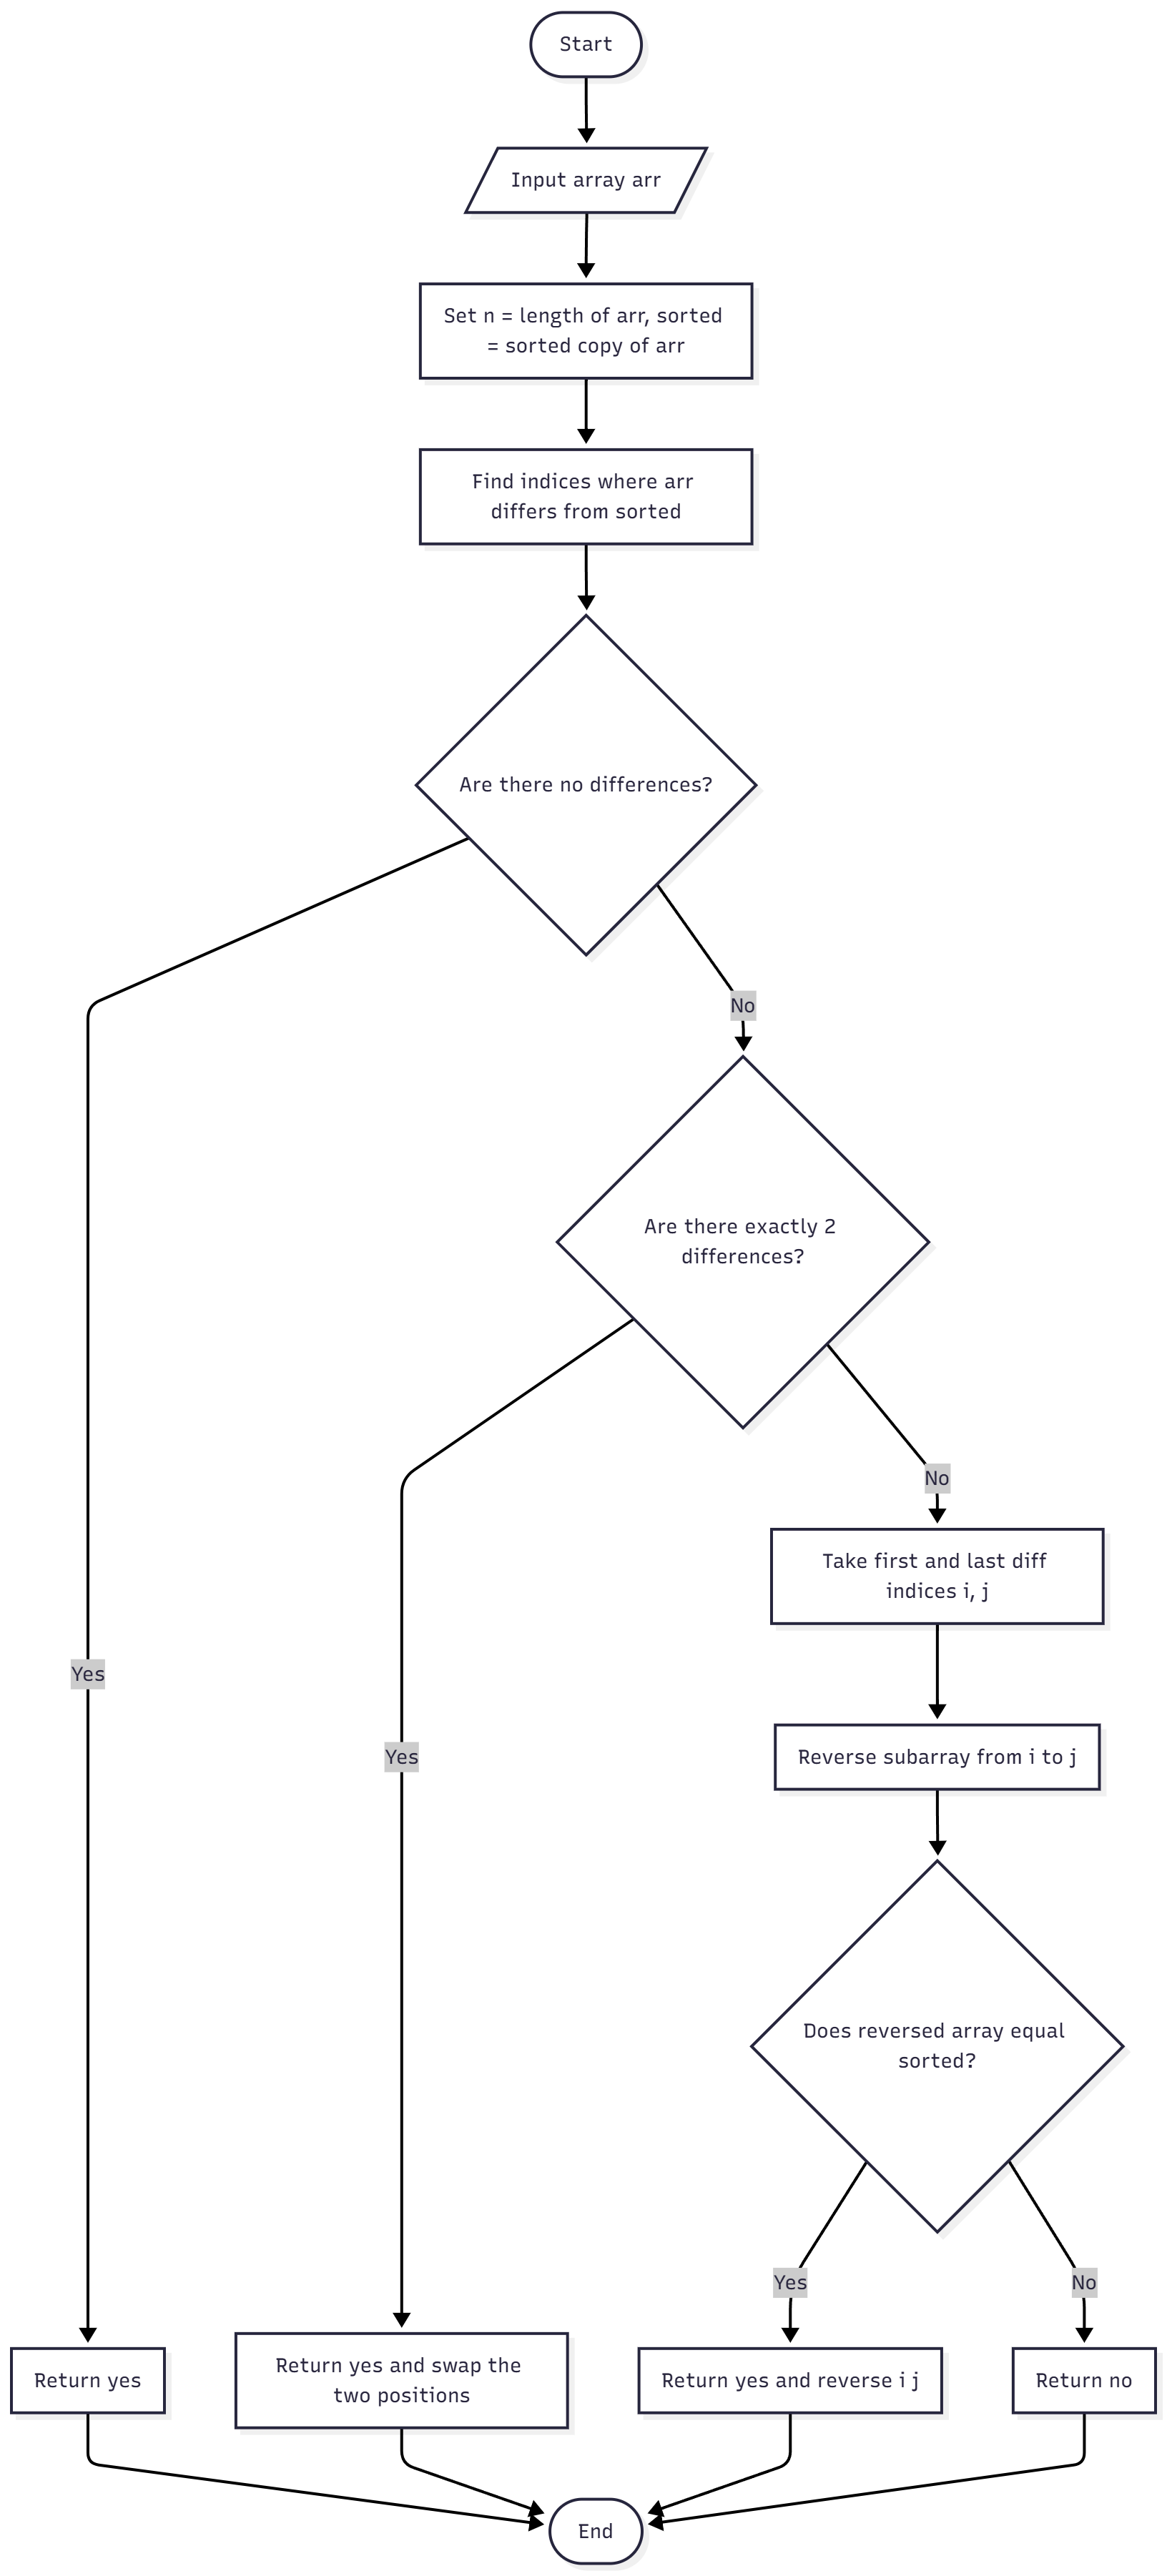 Start
Input array arr
Set n = length of arr, sorted
= sorted copy of arr
Find indices where arr
differs from sorted
Are there no differences?
No
Are there exactly 2
differences?
No
Take first and last diff
indices i, j
Yes
Yes
Reverse subarray from i to j
Does reversed array equal
sorted?
Yes
No
Return yes
Return yes and swap the
two positions
Return yes and reverse i j
Return no
End